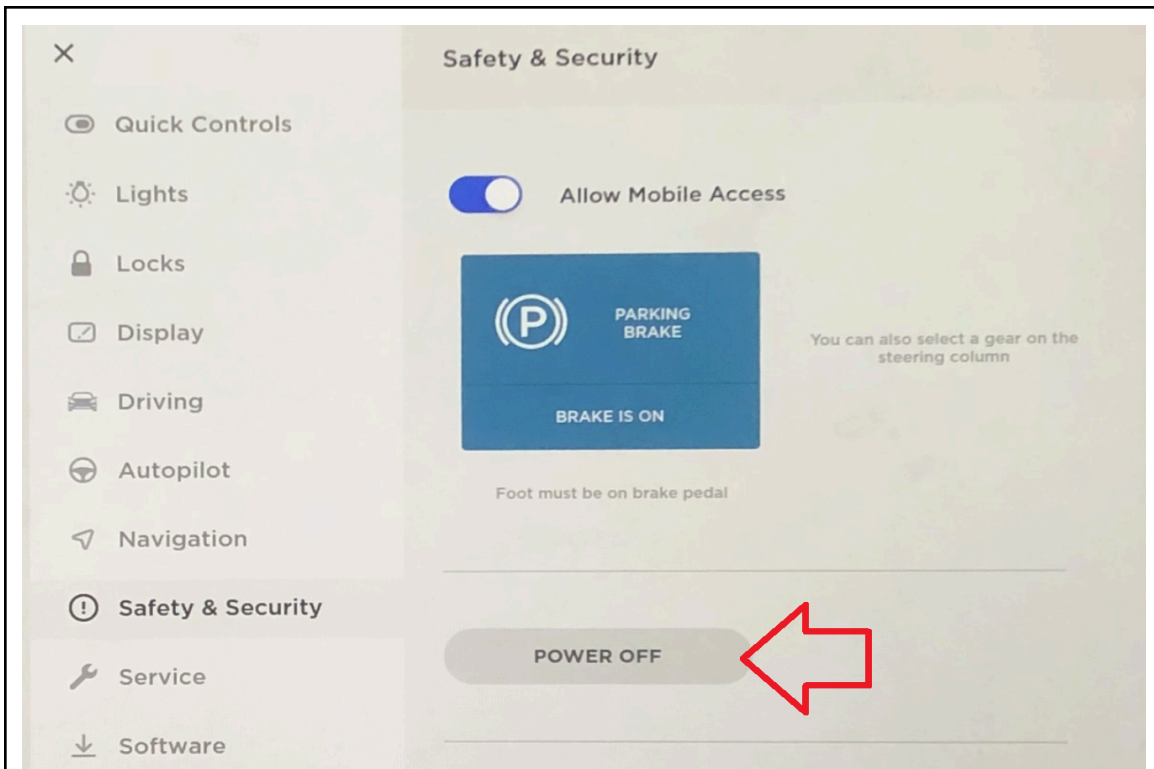 Safety & Security
Quick Controls
Lights
Locks
Display
Driving
Autopilot
Navigation
Safety & Security
Service
Software
Allow Mobile Access
P
PARKING
BRAKE
BRAKE IS ON
You can also select a gear on the
steering column
Foot must be on brake pedal
POWER OFF